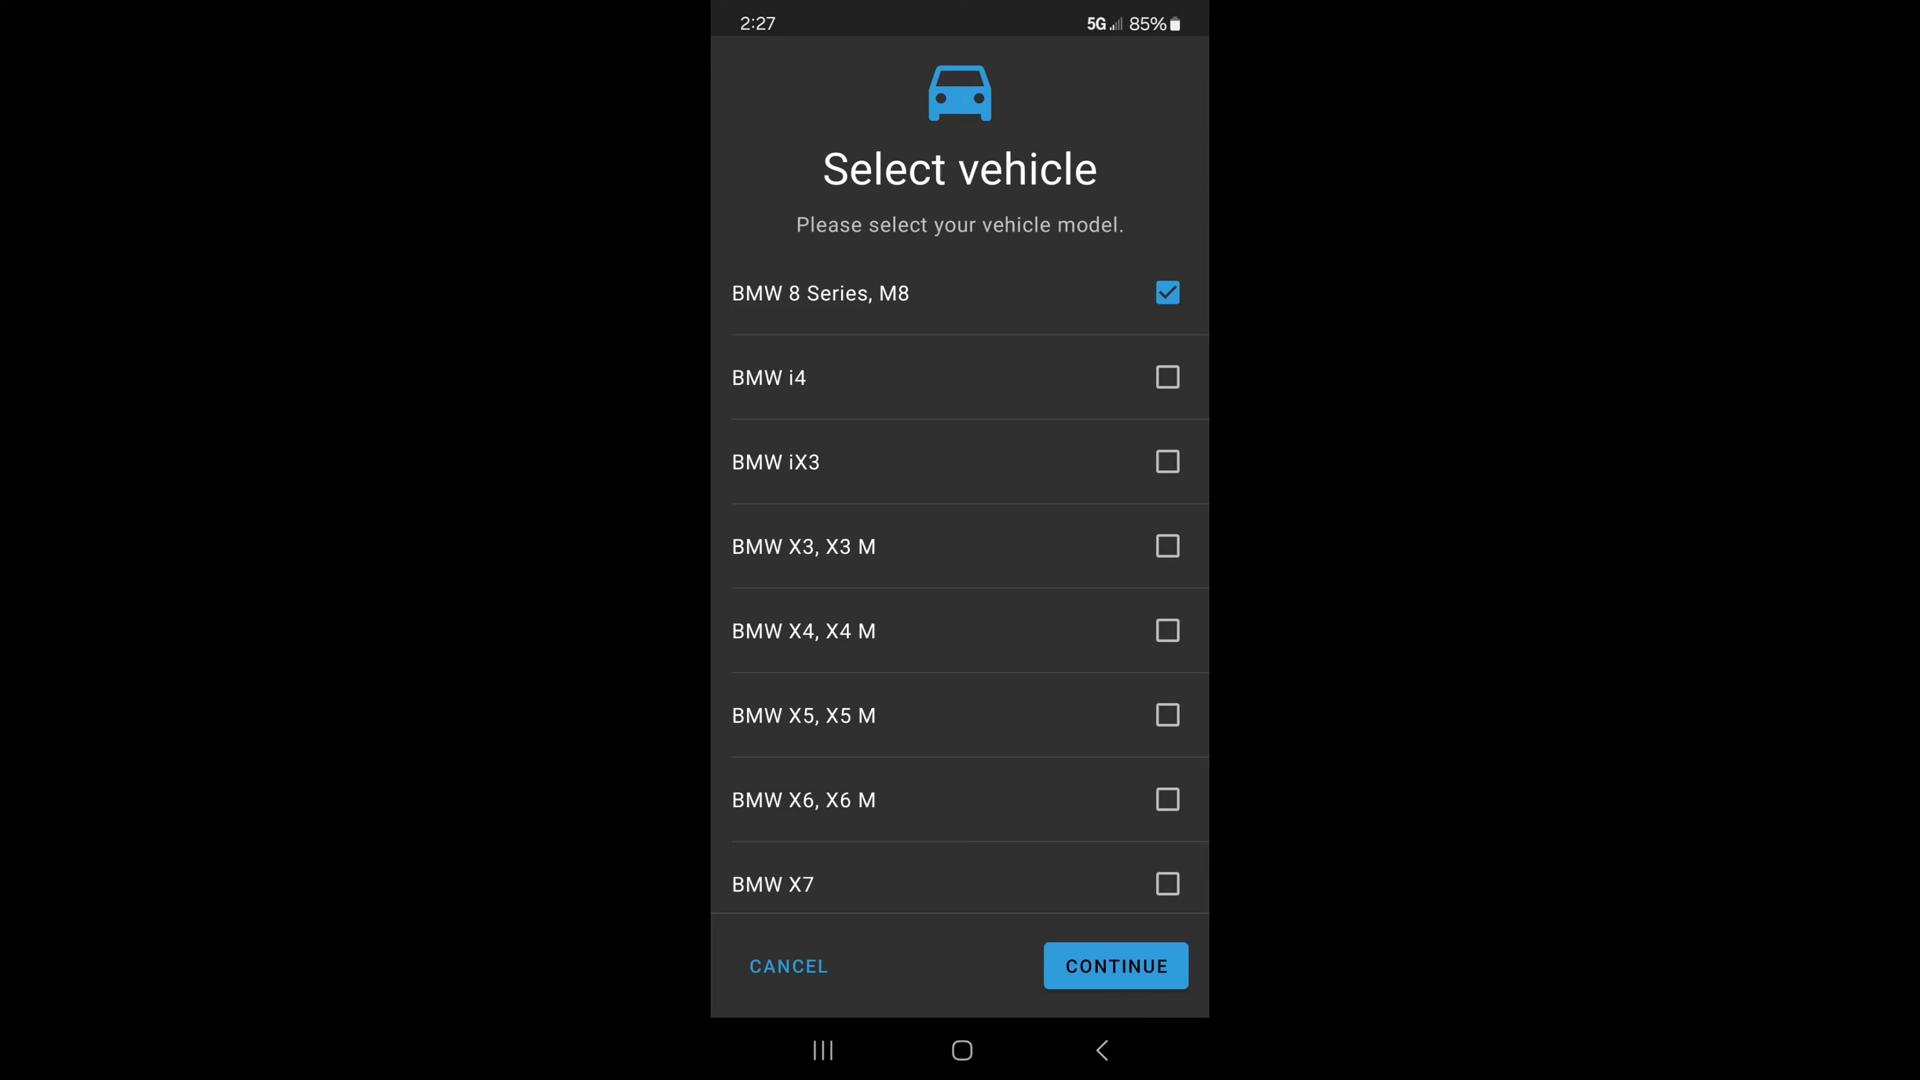 2:27
5G 85%
Select vehicle
Please select your vehicle model.
BMW 8 Series, M8
BMW i4
BMW iX3
BMW X3, X3 M
BMW X4, X4 M
BMW X5, X5 M
BMW X6, X6 M
BMW X7
CANCEL CONTINUE